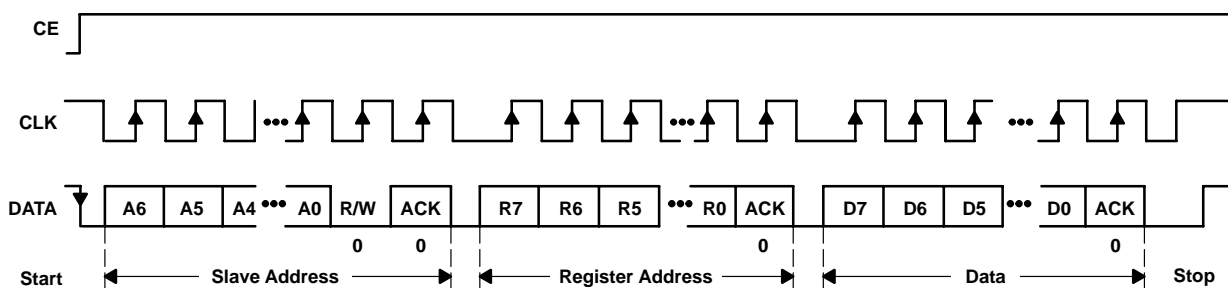 CE
CLK
DATA A6 A5 A4 ••• A0 R/W ACK R7 R6 R5 ••• R0 ACK D7 D6 D5 ••• D0 ACK
0 0 0 0
Start Slave Address Register Address Data Stop